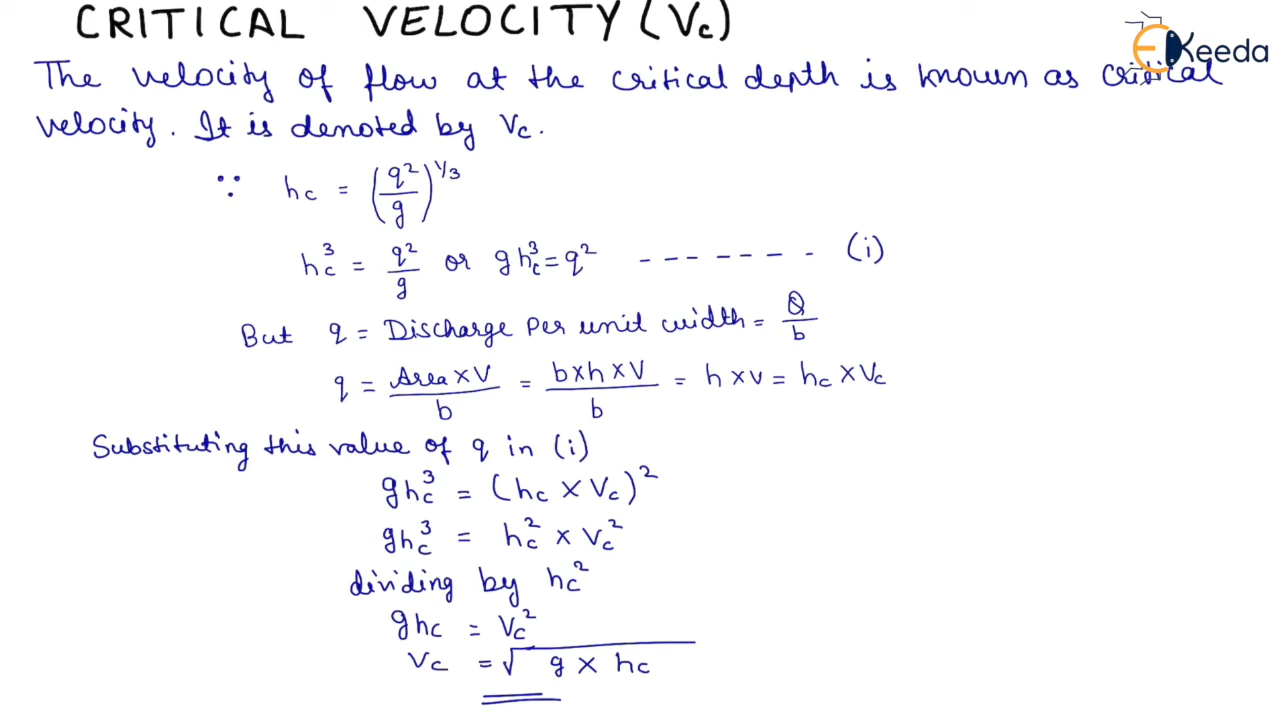 CRITICAL VELOCITY (Vc)
EKeeda
The velocity of flow at the critical depth is known as critical
velocity. It is denoted by Vc.
∵ hc = (q²/g)^1/3
hc³ = q²/g or ghc³ = q² - - - - - - - (i)
But q = Discharge Per unit width = Q/b
q = Area × V / b = b×h×V / b = h × v = hc × Vc
Substituting this value of q in (i)
ghc³ = (hc × Vc)²
ghc³ = hc² × Vc²
dividing by hc²
ghc = Vc²
Vc = √g × hc